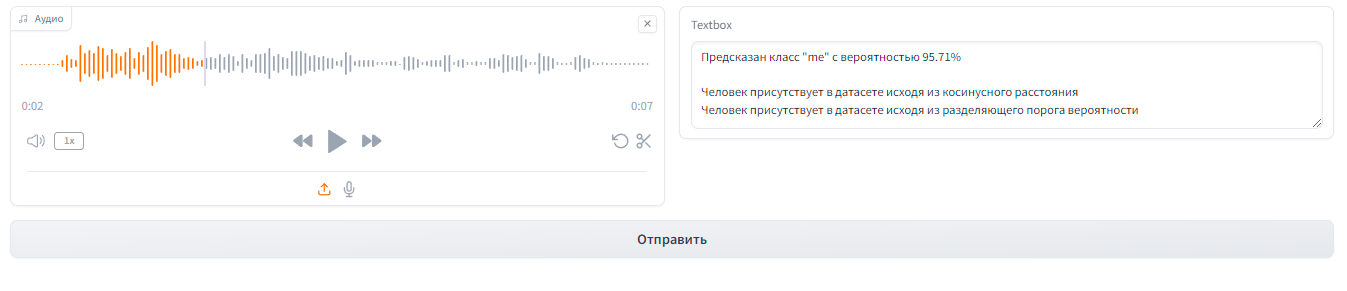 Аудио
0:02
0:07
1x
Textbox
Предсказан класс "me" с вероятностью 95.71%
Человек присутствует в датасете исходя из косинусного расстояния
Человек присутствует в датасете исходя из разделяющего порога вероятности
Отправить